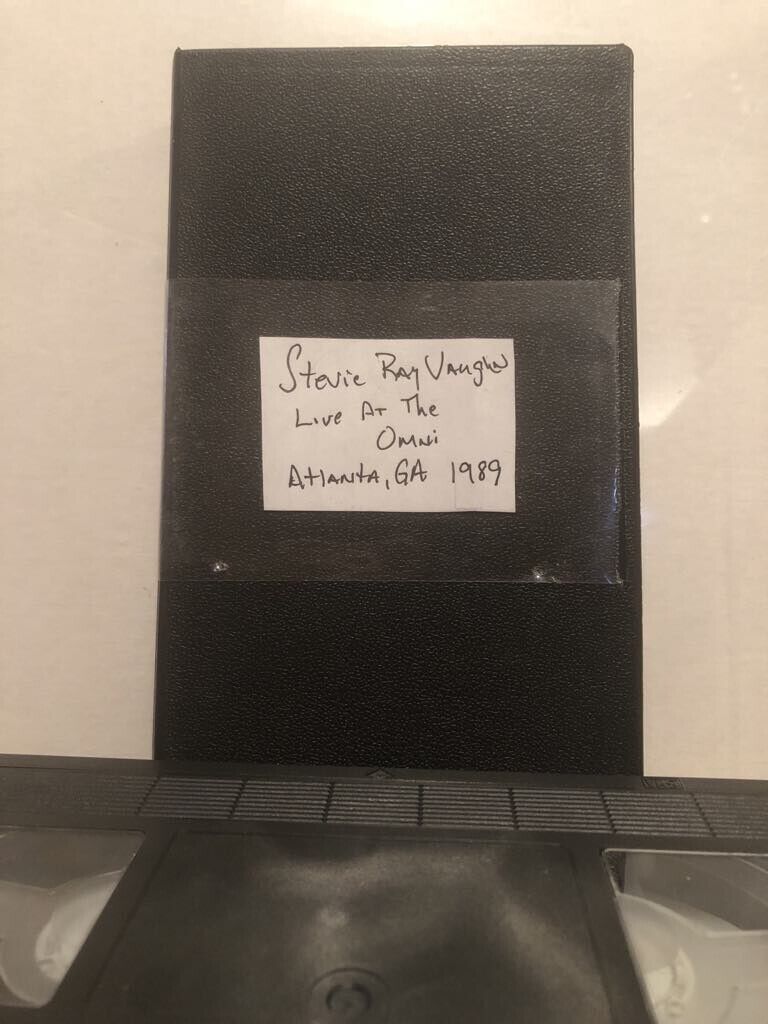 Stevie Ray Vaughn
Live At The
Omni
Atlanta, GA 1989